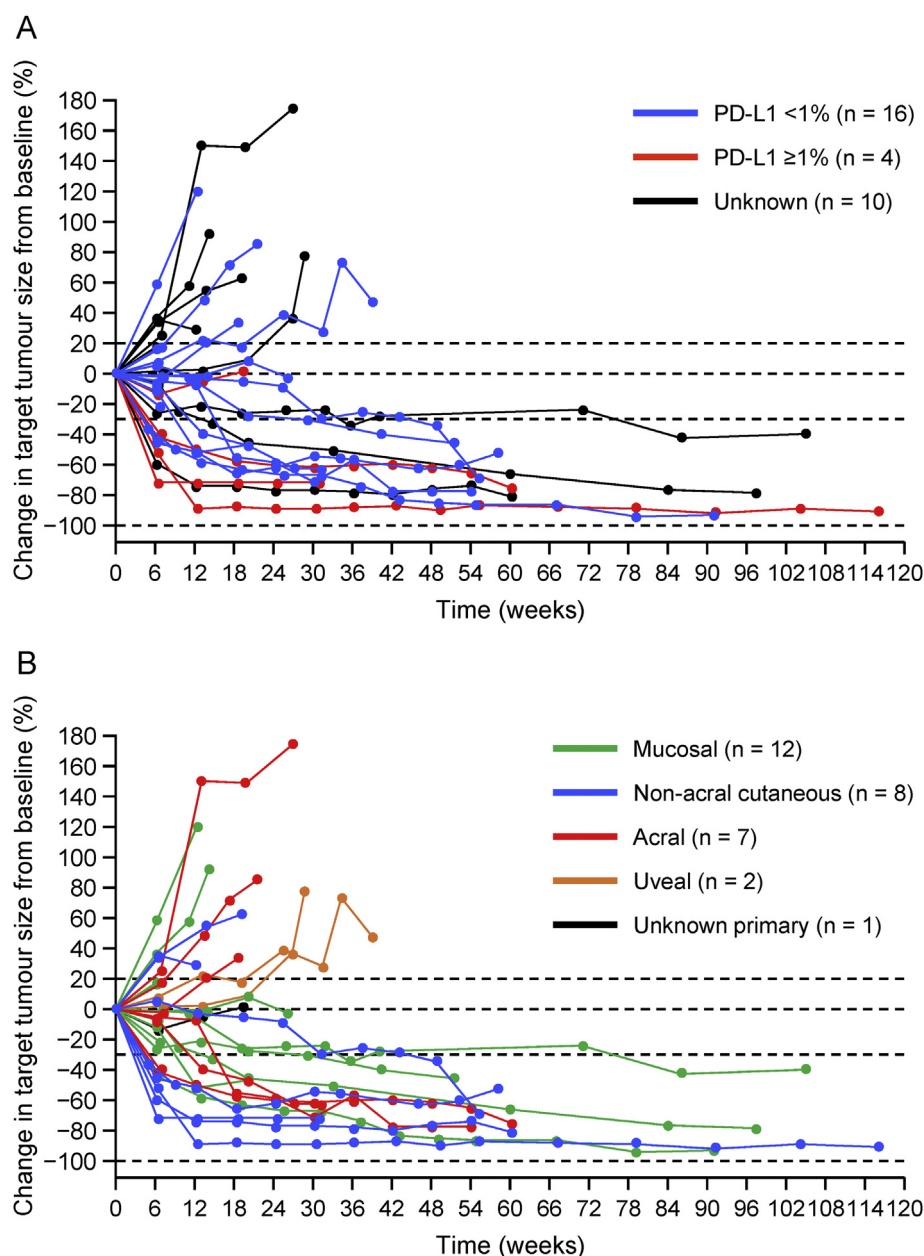 A
Change in target tumour size from baseline (%)
180
160
140
120
100
80
60
40
20
0
−20
−40
−60
−80
−100
PD-L1 <1% (n = 16)
PD-L1 ≥1% (n = 4)
Unknown (n = 10)
0 6 12 18 24 30 36 42 48 54 60 66 72 78 84 90 96 102 108 114 120
Time (weeks)
B
Change in target tumour size from baseline (%)
180
160
140
120
100
80
60
40
20
0
−20
−40
−60
−80
−100
Mucosal (n = 12)
Non-acral cutaneous (n = 8)
Acral (n = 7)
Uveal (n = 2)
Unknown primary (n = 1)
0 6 12 18 24 30 36 42 48 54 60 66 72 78 84 90 96 102 108 114 120
Time (weeks)